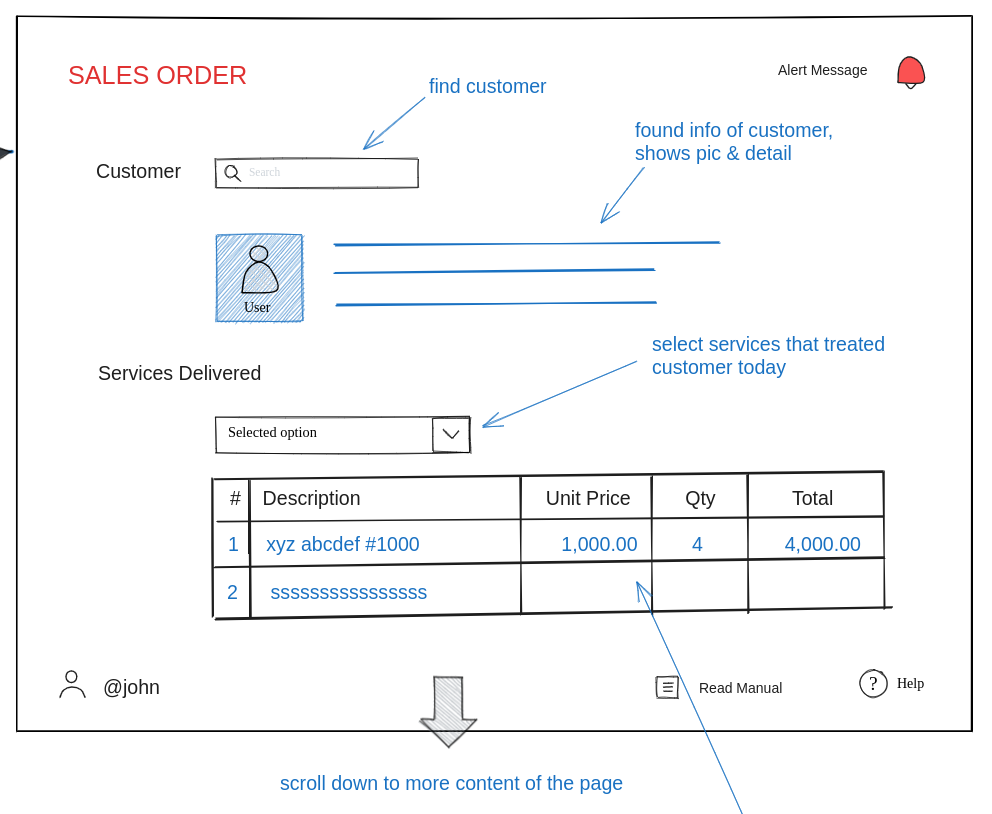 SALES ORDER
find customer
Alert Message
found info of customer,
shows pic & detail
Customer
Search
User
select services that treated
customer today
Services Delivered
Selected option
# Description Unit Price Qty Total
1 xyz abcdef #1000 1,000.00 4 4,000.00
2 ssssssssssssssss
@john
Read Manual
? Help
scroll down to more content of the page